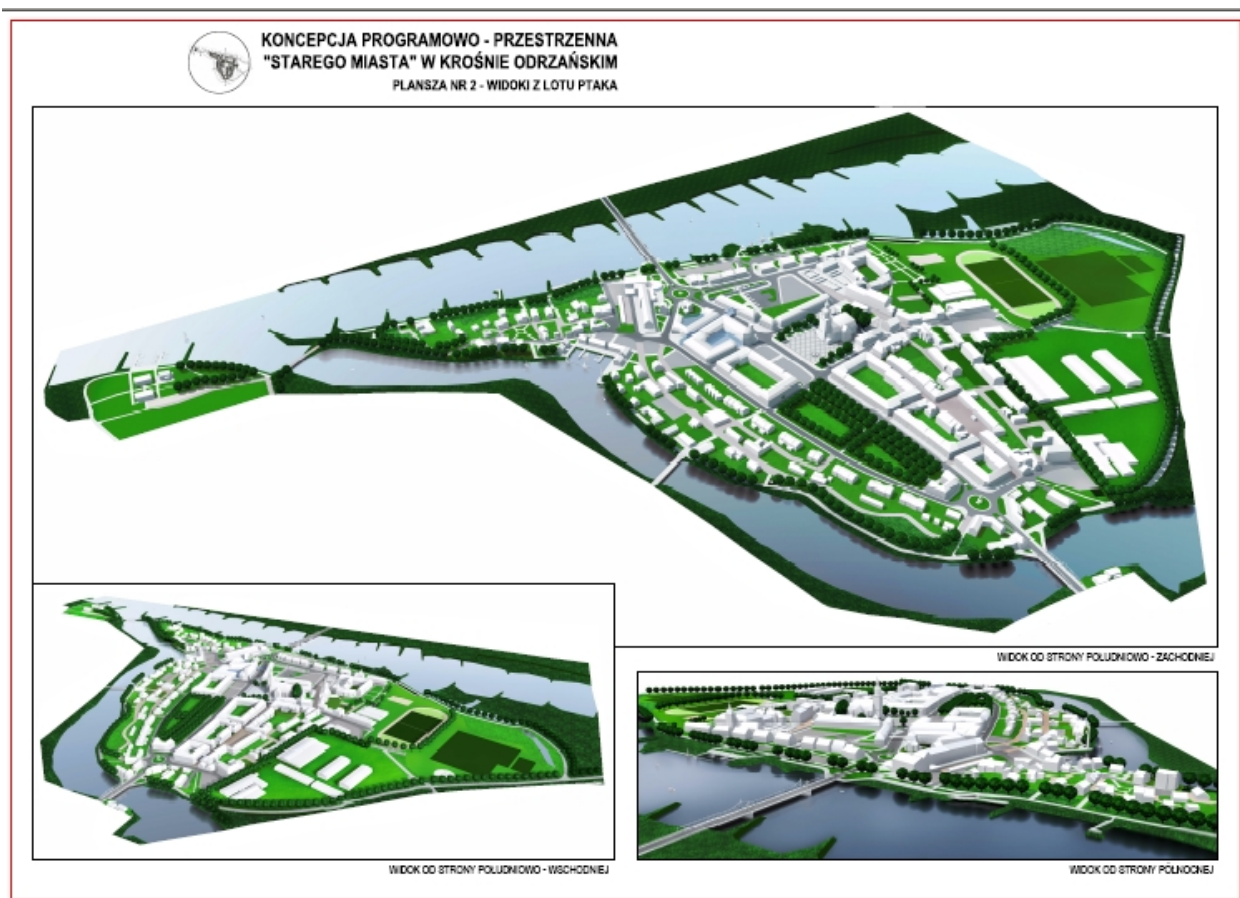 KONCEPCJA PROGRAMOWO - PRZESTRZENNA
"STAREGO MIASTA" W KROŚNIE ODRZAŃSKIM
PLANSZA NR 2 - WIDOKI Z LOTU PTAKA
WIDOK OD STRONY POŁUDNIOWO - ZACHODNIEJ
WIDOK OD STRONY POŁUDNIOWO - WSCHODNIEJ
WIDOK OD STRONY PÓŁNOCNEJ